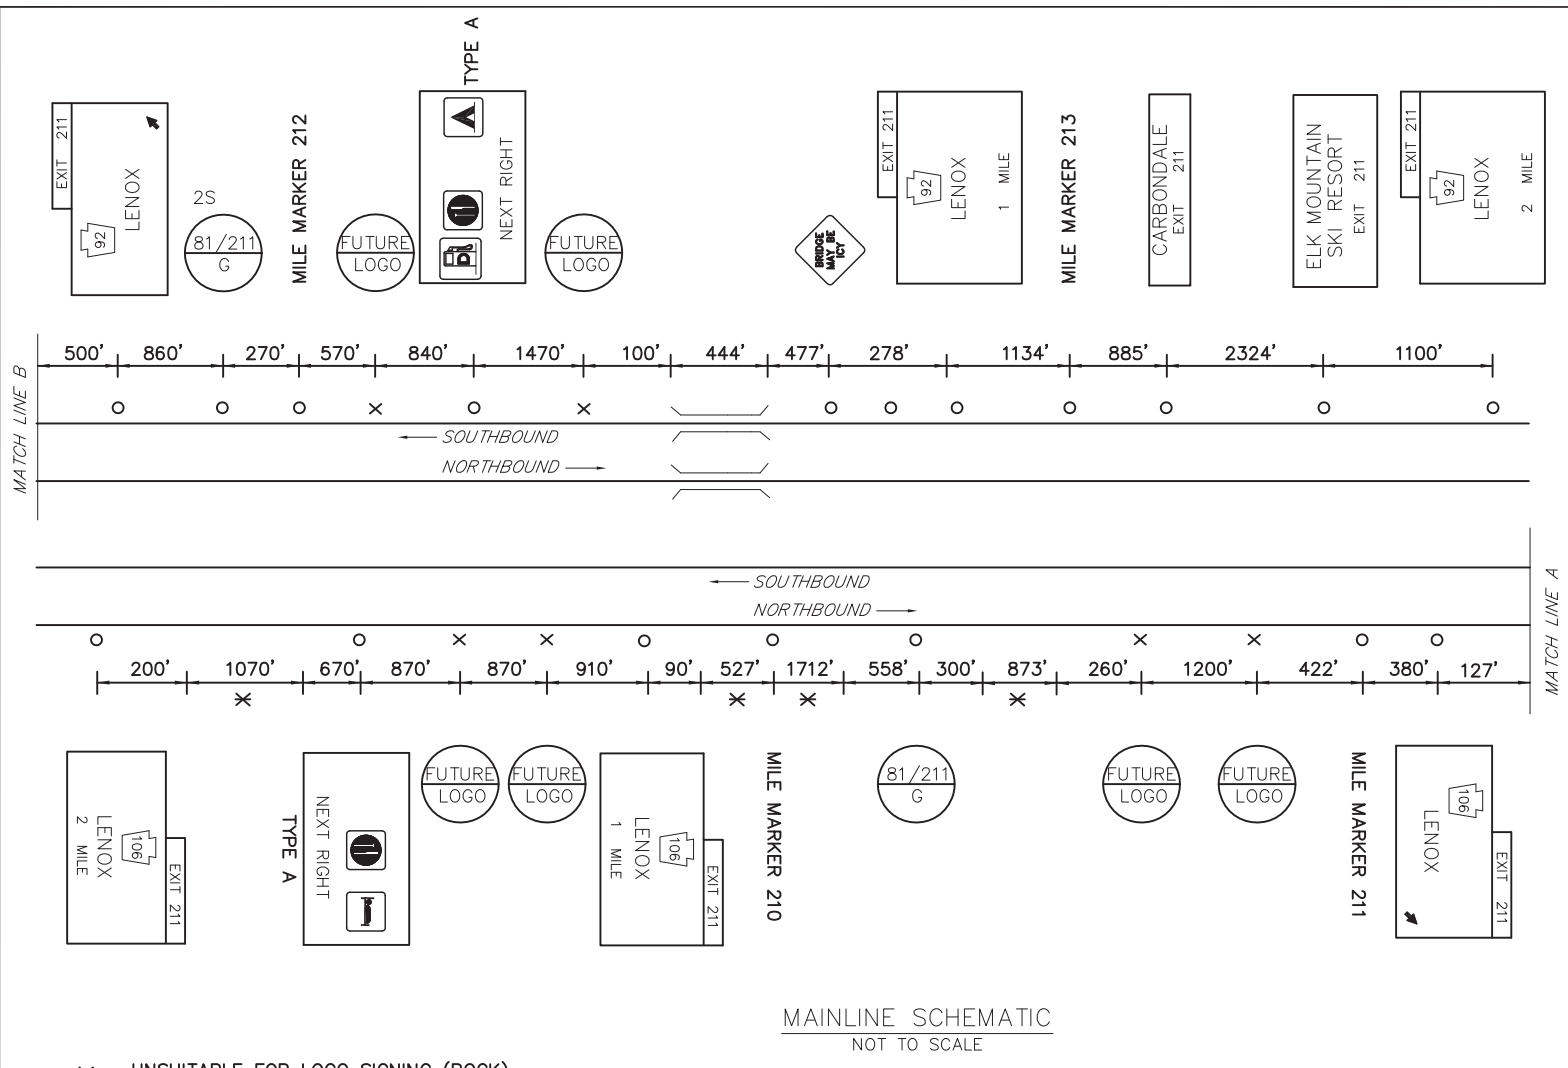 TYPE A
EXIT 211
92
LENOX
2S
81/211
G
MILE MARKER 212
FUTURE
LOGO
D
NEXT RIGHT
FUTURE
LOGO
BRIDGE
MAY BE
ICY
EXIT 211
92
LENOX
1 MILE
MILE MARKER 213
CARBONDALE
EXIT 211
ELK MOUNTAIN
SKI RESORT
EXIT 211
EXIT 211
92
LENOX
2 MILE
500' 860' 270' 570' 840' 1470' 100' 444' 477' 278' 1134' 885' 2324' 1100'
MATCH LINE B
SOUTHBOUND
NORTHBOUND
SOUTHBOUND
NORTHBOUND
MATCH LINE A
200' 1070' 670' 870' 870' 910' 90' 527' 1712' 558' 300' 873' 260' 1200' 422' 380' 127'
EXIT 211
106
LENOX
2 MILE
TYPE A
NEXT RIGHT
FUTURE
LOGO
FUTURE
LOGO
EXIT 211
106
LENOX
1 MILE
MILE MARKER 210
81/211
G
FUTURE
LOGO
FUTURE
LOGO
MILE MARKER 211
EXIT 211
106
LENOX
MAINLINE SCHEMATIC
NOT TO SCALE
UNSUITABLE FOR LOGO SIGNING (ROCK)